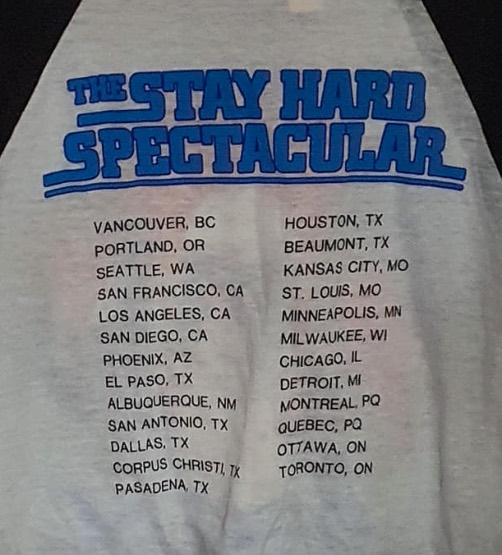 THE STAY HARD
SPECTACULAR
VANCOUVER, BC
PORTLAND, OR
SEATTLE, WA
SAN FRANCISCO, CA
LOS ANGELES, CA
SAN DIEGO, CA
PHOENIX, AZ
EL PASO, TX
ALBUQUERQUE, NM
SAN ANTONIO, TX
DALLAS, TX
CORPUS CHRISTI, TX
PASADENA, TX
HOUSTON, TX
BEAUMONT, TX
KANSAS CITY, MO
ST. LOUIS, MO
MINNEAPOLIS, MN
MILWAUKEE, WI
CHICAGO, IL
DETROIT, MI
MONTREAL, PQ
QUEBEC, PQ
OTTAWA, ON
TORONTO, ON